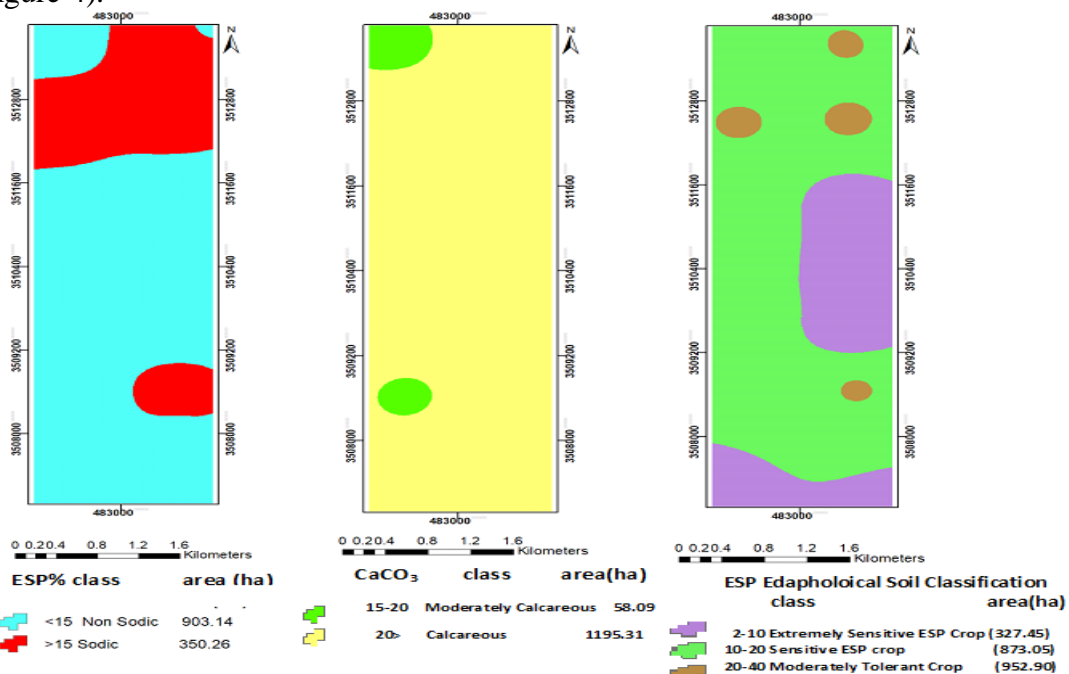 igure 4).
483000
N
3512800
3511600
3510400
3509200
3508000
3512800
3511600
3510400
3509200
3508000
483000
0 0.20.4 0.8 1.2 1.6
Kilometers
ESP% class area (ha)
<15 Non Sodic 903.14
>15 Sodic 350.26
483000
N
3512800
3511600
3510400
3509200
3508000
3512800
3511600
3510400
3509200
3508000
483000
0 0.20.4 0.8 1.2 1.6
Kilometers
CaCO₃ class area(ha)
15-20 Moderately Calcareous 58.09
20> Calcareous 1195.31
483000
N
3512800
3511600
3510400
3509200
3508000
3512800
3511600
3510400
3509200
3508000
483000
0 0.20.4 0.8 1.2 1.6
Kilometers
ESP Edapholoical Soil Classification
class area(ha)
2-10 Extremely Sensitive ESP Crop (327.45)
10-20 Sensitive ESP crop (873.05)
20-40 Moderately Tolerant Crop (952.90)